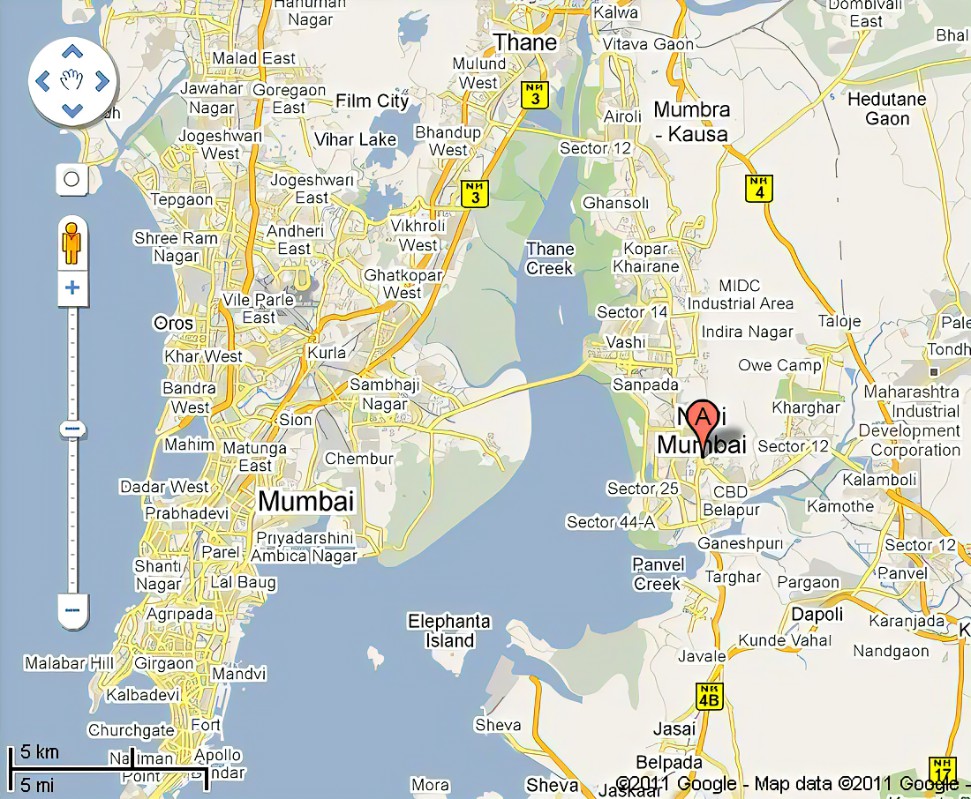 Hanuman
Nagar
Kalwa
Dombivali
East
Thane
Vitava Gaon
Bhal
Malad East
Mulund
West
NH
3
Jawahar
Nagar
Goregaon
East
Film City
Airoli
Mumbra
- Kausa
Hedutane
Gaon
Jogeshwari
West
Vihar Lake
Bhandup
West
Sector 12
Jogeshwari
East
NH
3
NH
4
Tepgaon
Ghansoli
Shree Ram
Nagar
Andheri
East
Vikhroli
West
Thane
Creek
Kopar
Khairane
Ghatkopar
West
MIDC
Industrial Area
Vile Parle
East
Sector 14
Oros
Indira Nagar
Taloje
Pale
Tondh
Khar West
Kurla
Vashi
Owe Camp
Bandra
West
Sambhaji
Nagar
Sanpada
Maharashtra
Industrial
Development
Corporation
Kharghar
A
Sion
Mumbai
Mahim
Matunga
East
Chembur
Sector 12
Dadar West
Sector 25
CBD
Belapur
Kalamboli
Prabhadevi
Mumbai
Sector 44-A
Kamothe
Priyadarshini
Ambica Nagar
Ganeshpuri
Sector 12
Parel
Shanti
Nagar
Lal Baug
Panvel
Creek
Targhar
Pargaon
Panvel
Agripada
Elephanta
Island
Dapoli
Karanjada
K
Kunde Vahal
Nandgaon
Malabar Hill
Girgaon
Mandvi
Javale
Kalbadevi
NH
4B
Churchgate
Fort
Sheva
Jasai
5 km
Point
Apollo
Belpada
NH
17
5 mi
Mora
Sheva
Jaskaar
©2011 Google - Map data ©2011 Google -